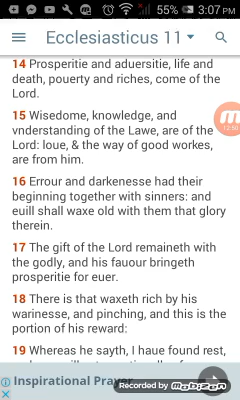 55% 3:07 PM
Ecclesiasticus 11
14 Prosperitie and aduersitie, life and
death, pouerty and riches, come of the
Lord.
15 Wisedome, knowledge, and
vnderstanding of the Lawe, are of the
Lord: loue, & the way of good workes,
are from him.
16 Errour and darkenesse had their
beginning together with sinners: and
euill shall waxe old with them that glory
therein.
17 The gift of the Lord remaineth with
the godly, and his fauour bringeth
prosperitie for euer.
18 There is that waxeth rich by his
warinesse, and pinching, and this is the
portion of his reward:
19 Whereas he sayth, I haue found rest,
Inspirational Prayer
Recorded by Mobizen